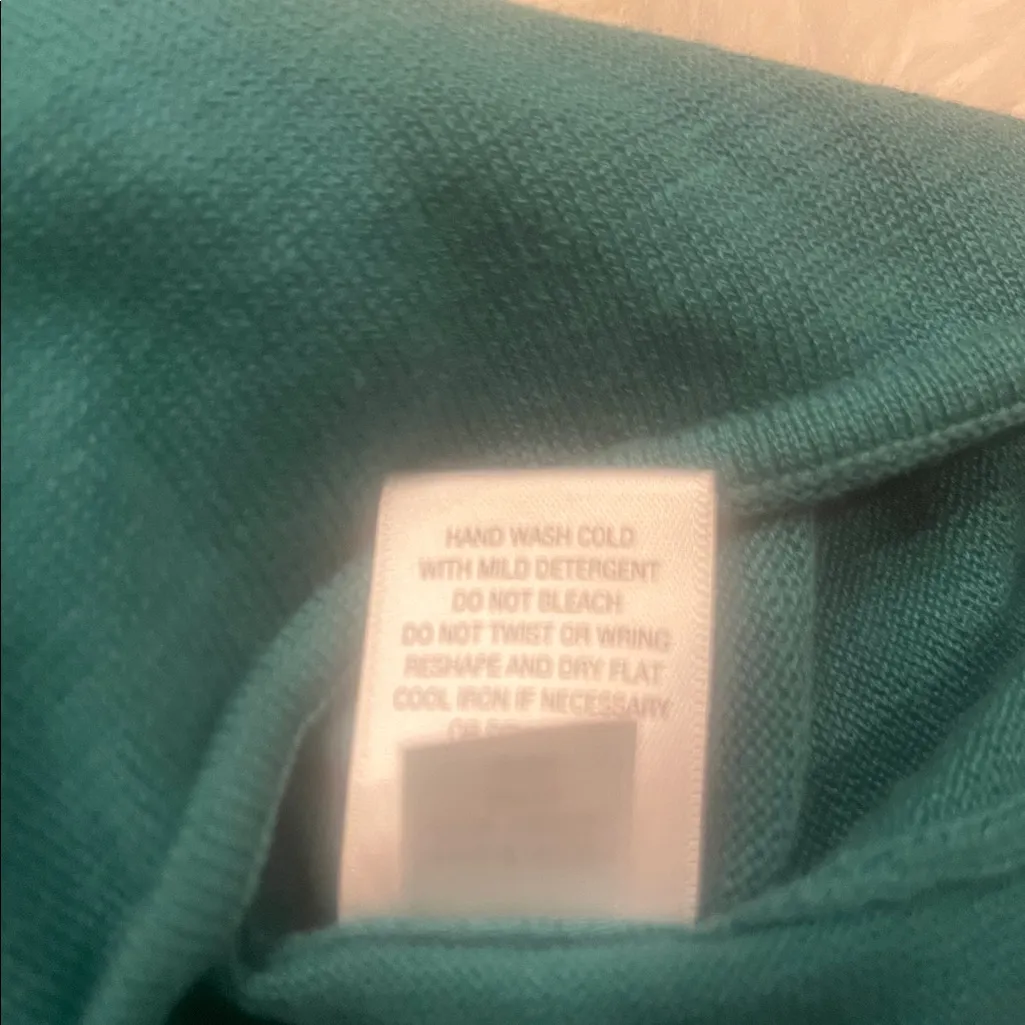 HAND WASH COLD
WITH MILD DETERGENT
DO NOT BLEACH
DO NOT TWIST OR WRING
RESHAPE AND DRY FLAT
COOL IRON IF NECESSARY
OR